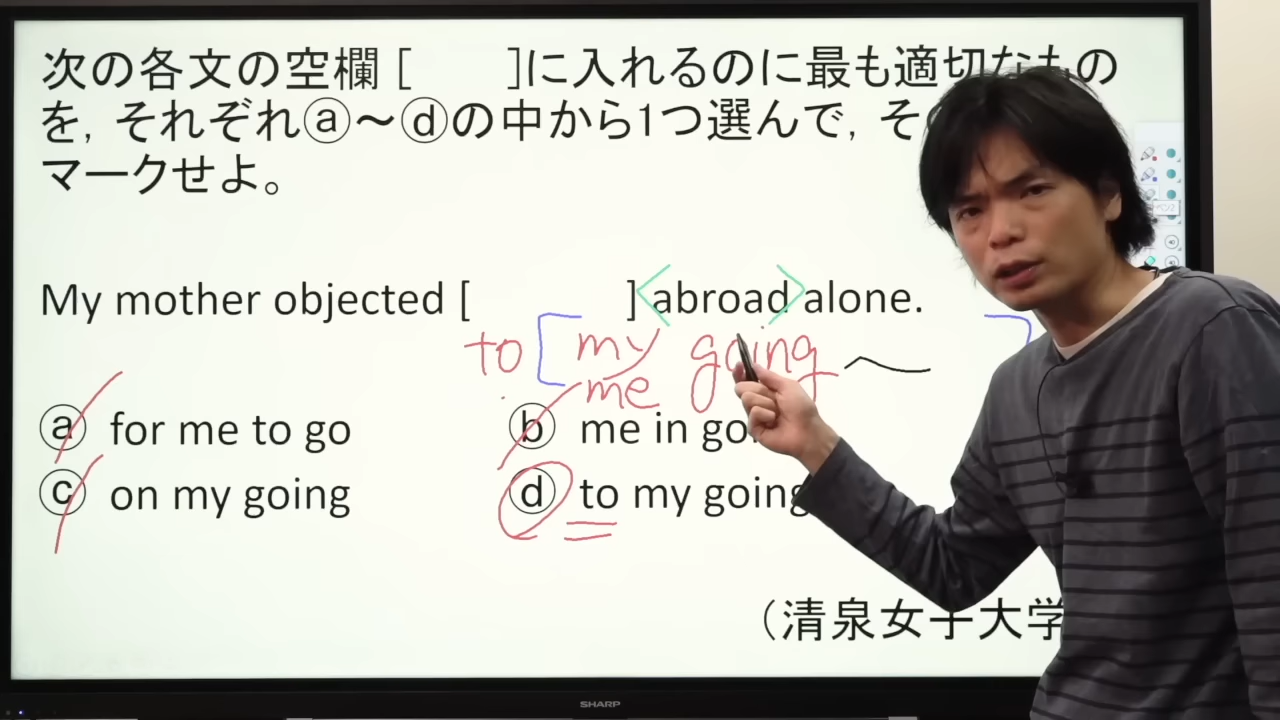 次の各文の空欄 [　　]に入れるのに最も適切なもの
を, それぞれⓐ〜ⓓの中から1つ選んで, そ
マークせよ。
My mother objected [　　] abroad alone.
to my going
me
ⓐ for me to go ⓑ me in go
ⓒ on my going ⓓ to my going
(清泉女子大学
SHARP